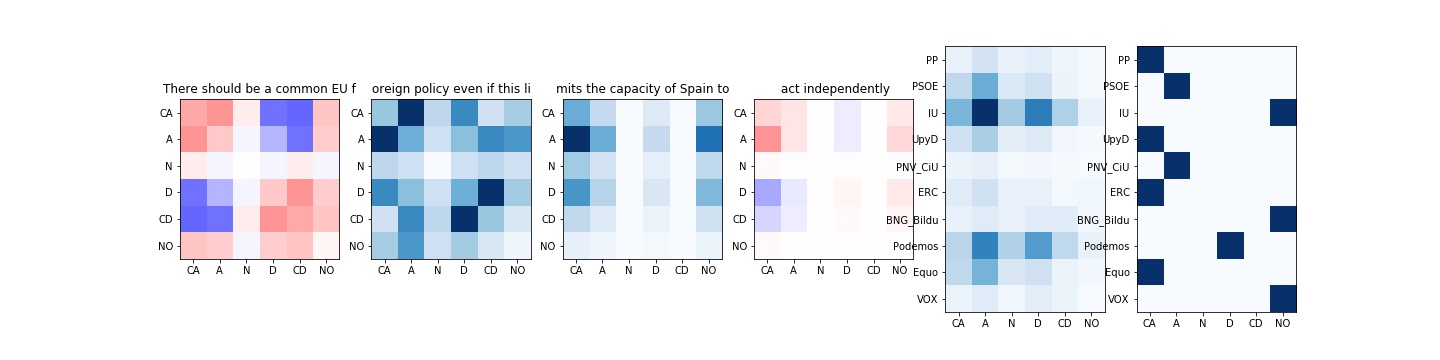 There should be a common EU f oreign policy even if this li mits the capacity of Spain to act independently
CA
A
N
D
CD
NO
CA A N D CD NO
CA
A
N
D
CD
NO
CA A N D CD NO
CA
A
N
D
CD
NO
CA A N D CD NO
CA
A
N
D
CD
NO
CA A N D CD NO
PP
PSOE
IU
UpyD
PNV_CiU
ERC
BNG_Bildu
Podemos
Equo
VOX
CA A N D CD NO
PP
PSOE
IU
UpyD
PNV_CiU
ERC
BNG_Bildu
Podemos
Equo
VOX
CA A N D CD NO